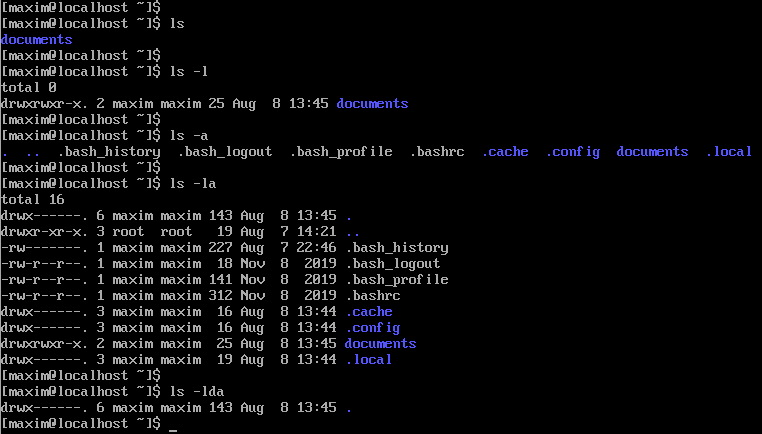 [maxim@localhost ~]$
[maxim@localhost ~]$ ls
documents
[maxim@localhost ~]$
[maxim@localhost ~]$ ls -l
total 0
drwxrwxr-x. 2 maxim maxim 25 Aug  8 13:45 documents
[maxim@localhost ~]$
[maxim@localhost ~]$ ls -a
.  ..  .bash_history  .bash_logout  .bash_profile  .bashrc  .cache  .config  documents  .local
[maxim@localhost ~]$
[maxim@localhost ~]$ ls -la
total 16
drwx------. 6 maxim maxim 143 Aug  8 13:45 .
drwxr-xr-x. 3 root  root   19 Aug  7 14:21 ..
-rw-------. 1 maxim maxim 227 Aug  7 22:46 .bash_history
-rw-r--r--. 1 maxim maxim  18 Nov  8  2019 .bash_logout
-rw-r--r--. 1 maxim maxim 141 Nov  8  2019 .bash_profile
-rw-r--r--. 1 maxim maxim 312 Nov  8  2019 .bashrc
drwx------. 3 maxim maxim  16 Aug  8 13:44 .cache
drwx------. 3 maxim maxim  16 Aug  8 13:44 .config
drwxrwxr-x. 2 maxim maxim  25 Aug  8 13:45 documents
drwx------. 3 maxim maxim  19 Aug  8 13:44 .local
[maxim@localhost ~]$
[maxim@localhost ~]$ ls -lda
drwx------. 6 maxim maxim 143 Aug  8 13:45 .
[maxim@localhost ~]$ _